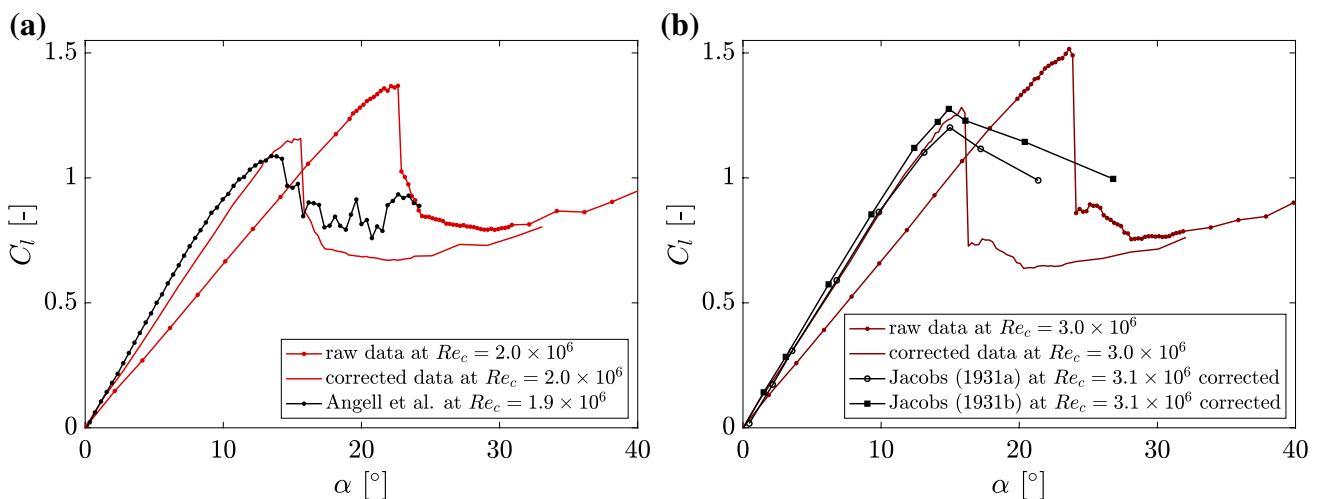 (a)
1.5
1
0.5
0
C_l [-]
0 10 20 30 40
α [°]
raw data at Re_c = 2.0 × 10^6
corrected data at Re_c = 2.0 × 10^6
Angell et al. at Re_c = 1.9 × 10^6
(b)
1.5
1
0.5
0
C_l [-]
0 10 20 30 40
α [°]
raw data at Re_c = 3.0 × 10^6
corrected data at Re_c = 3.0 × 10^6
Jacobs (1931a) at Re_c = 3.1 × 10^6 corrected
Jacobs (1931b) at Re_c = 3.1 × 10^6 corrected